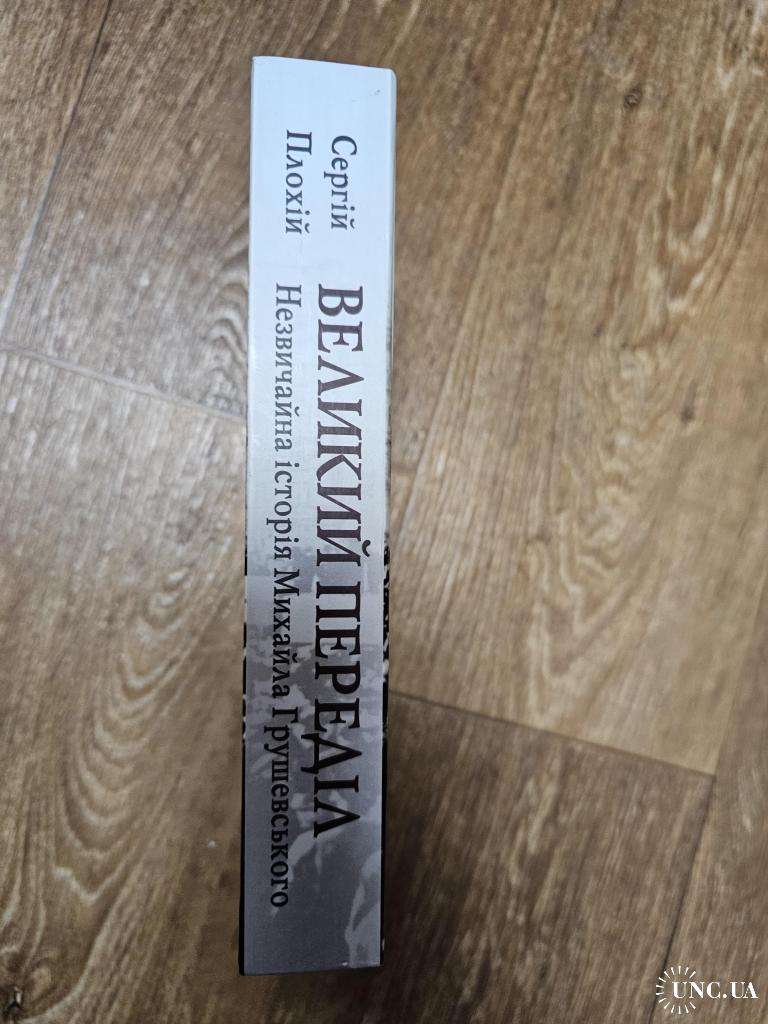 Сергій
Плохій
ВЕЛИКИЙ ПЕРЕДІЛ
Незвичайна історія Михайла Грушевського
UNC.UA